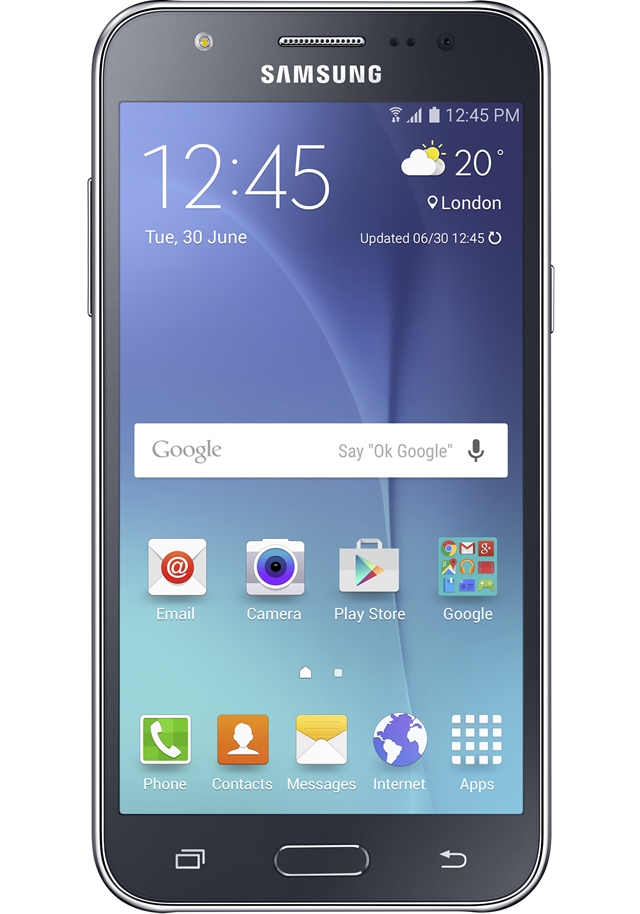 SAMSUNG
12:45 PM
12:45
20°
London
Tue, 30 June
Updated 06/30 12:45
Google
Say "Ok Google"
@
g+
8
Email
Camera
Play Store
Google
Phone
Contacts
Messages
Internet
Apps